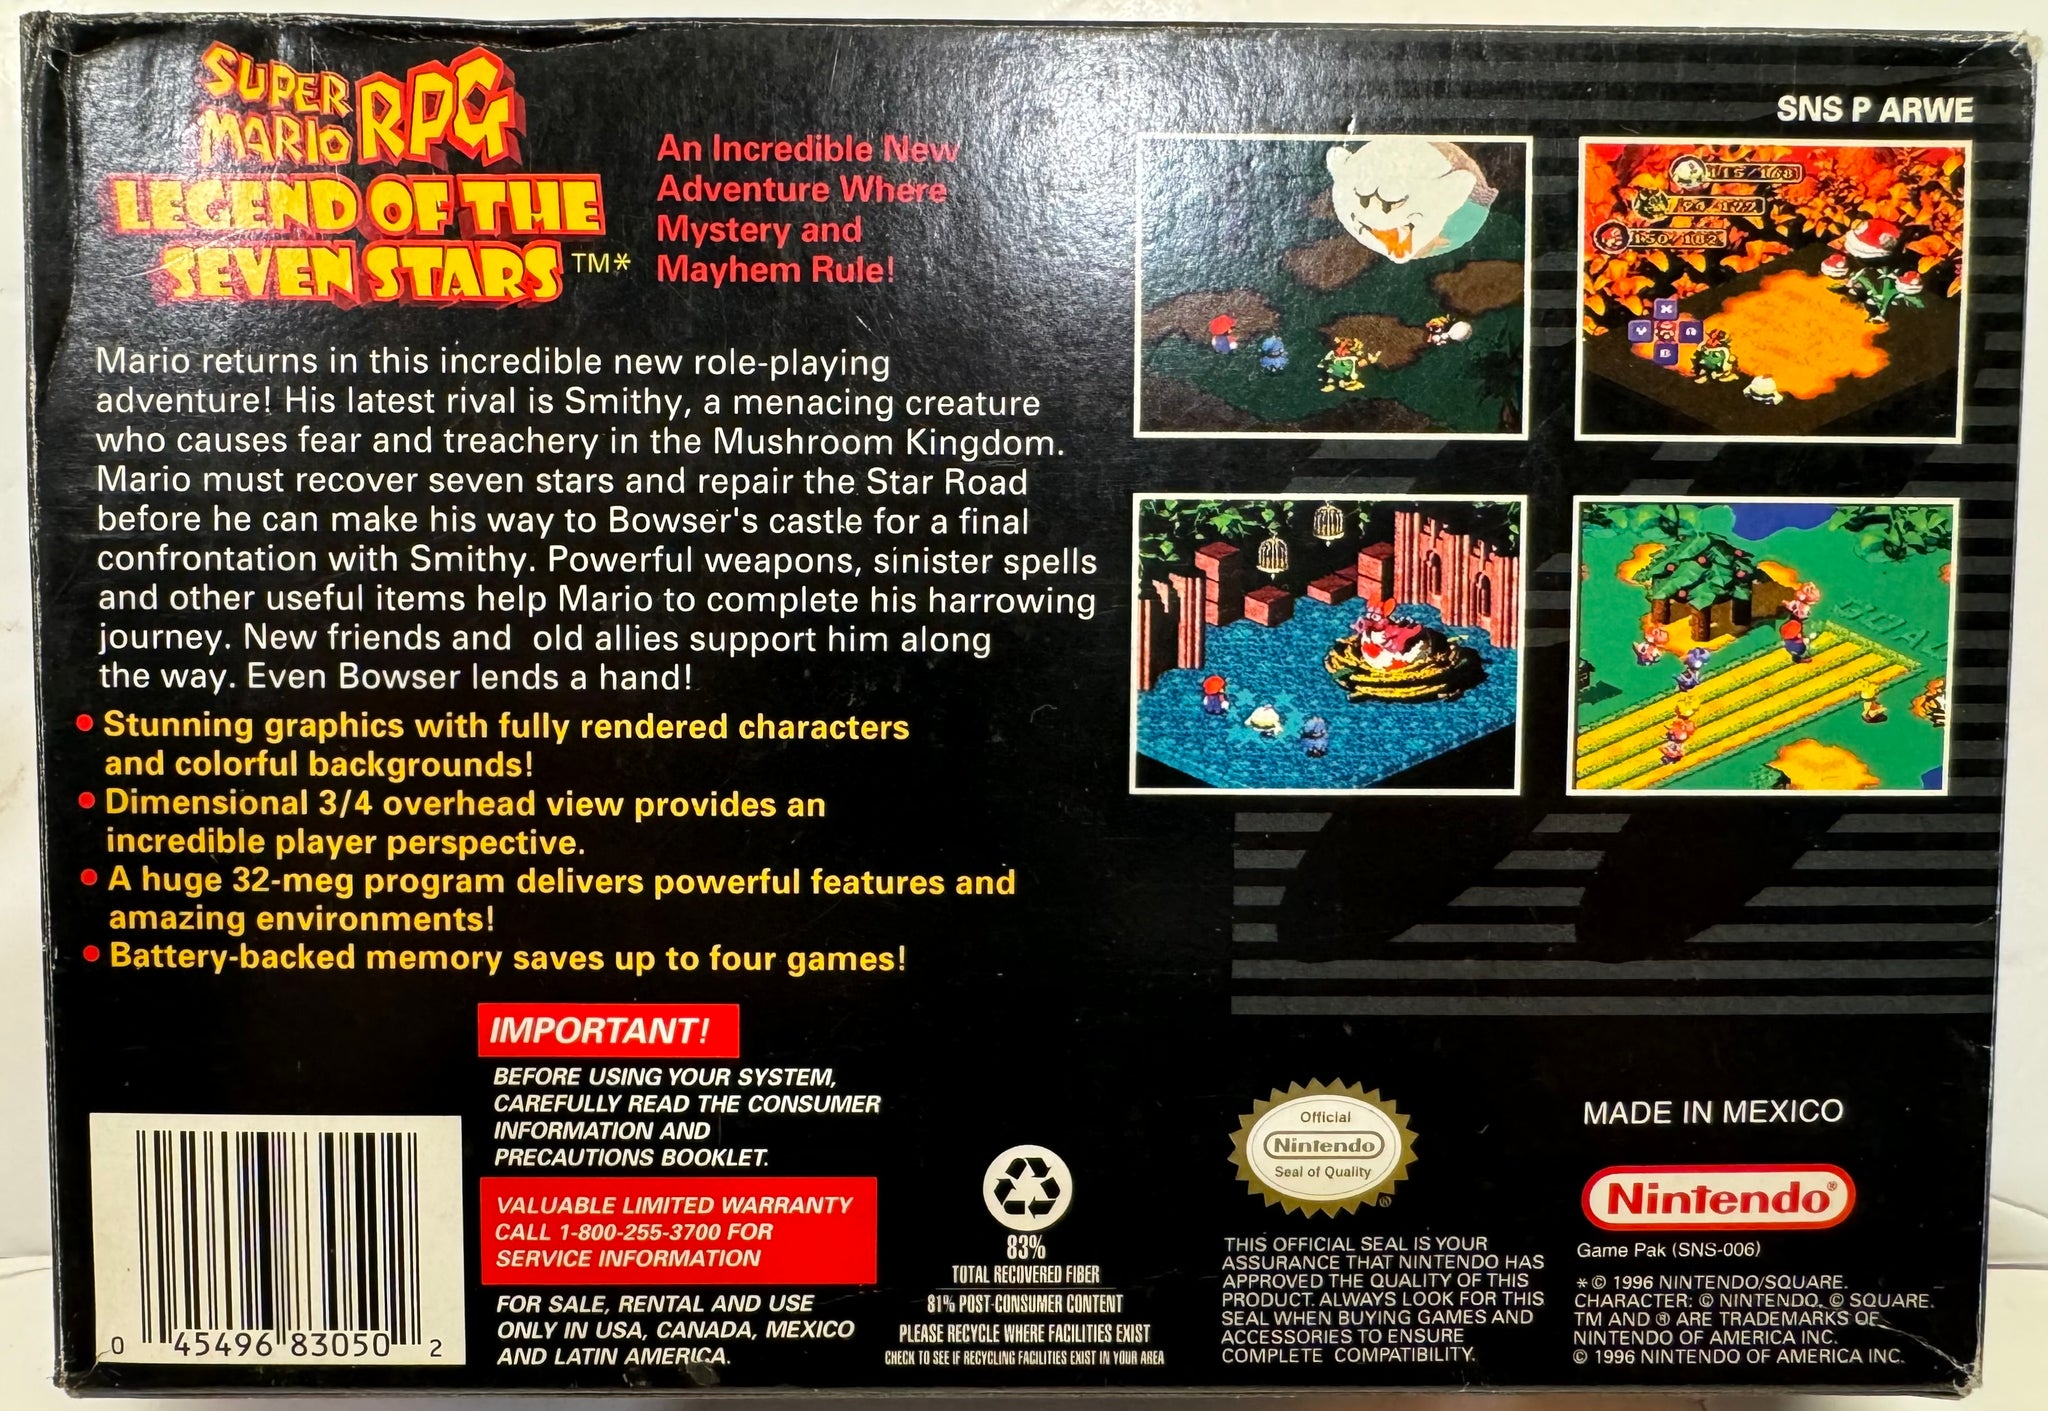 SUPER
MARIO RPG
LEGEND OF THE
SEVEN STARS TM*
An Incredible New
Adventure Where
Mystery and
Mayhem Rule!
Mario returns in this incredible new role-playing
adventure! His latest rival is Smithy, a menacing creature
who causes fear and treachery in the Mushroom Kingdom.
Mario must recover seven stars and repair the Star Road
before he can make his way to Bowser's castle for a final
confrontation with Smithy. Powerful weapons, sinister spells
and other useful items help Mario to complete his harrowing
journey. New friends and old allies support him along
the way. Even Bowser lends a hand!
• Stunning graphics with fully rendered characters
and colorful backgrounds!
• Dimensional 3/4 overhead view provides an
incredible player perspective.
• A huge 32-meg program delivers powerful features and
amazing environments!
• Battery-backed memory saves up to four games!
SNS P ARWE
IMPORTANT!
BEFORE USING YOUR SYSTEM,
CAREFULLY READ THE CONSUMER
INFORMATION AND
PRECAUTIONS BOOKLET.
VALUABLE LIMITED WARRANTY
CALL 1-800-255-3700 FOR
SERVICE INFORMATION
FOR SALE, RENTAL AND USE
ONLY IN USA, CANADA, MEXICO
AND LATIN AMERICA.
0 45496 83050 2
83%
TOTAL RECOVERED FIBER
81% POST-CONSUMER CONTENT
PLEASE RECYCLE WHERE FACILITIES EXIST
CHECK TO SEE IF RECYCLING FACILITIES EXIST IN YOUR AREA
Official
Nintendo
Seal of Quality
®
THIS OFFICIAL SEAL IS YOUR
ASSURANCE THAT NINTENDO HAS
APPROVED THE QUALITY OF THIS
PRODUCT. ALWAYS LOOK FOR THIS
SEAL WHEN BUYING GAMES AND
ACCESSORIES TO ENSURE
COMPLETE COMPATIBILITY.
MADE IN MEXICO
Nintendo®
Game Pak (SNS-006)
* © 1996 NINTENDO/SQUARE.
CHARACTER: © NINTENDO, © SQUARE.
TM AND ® ARE TRADEMARKS OF
NINTENDO OF AMERICA INC.
© 1996 NINTENDO OF AMERICA INC.